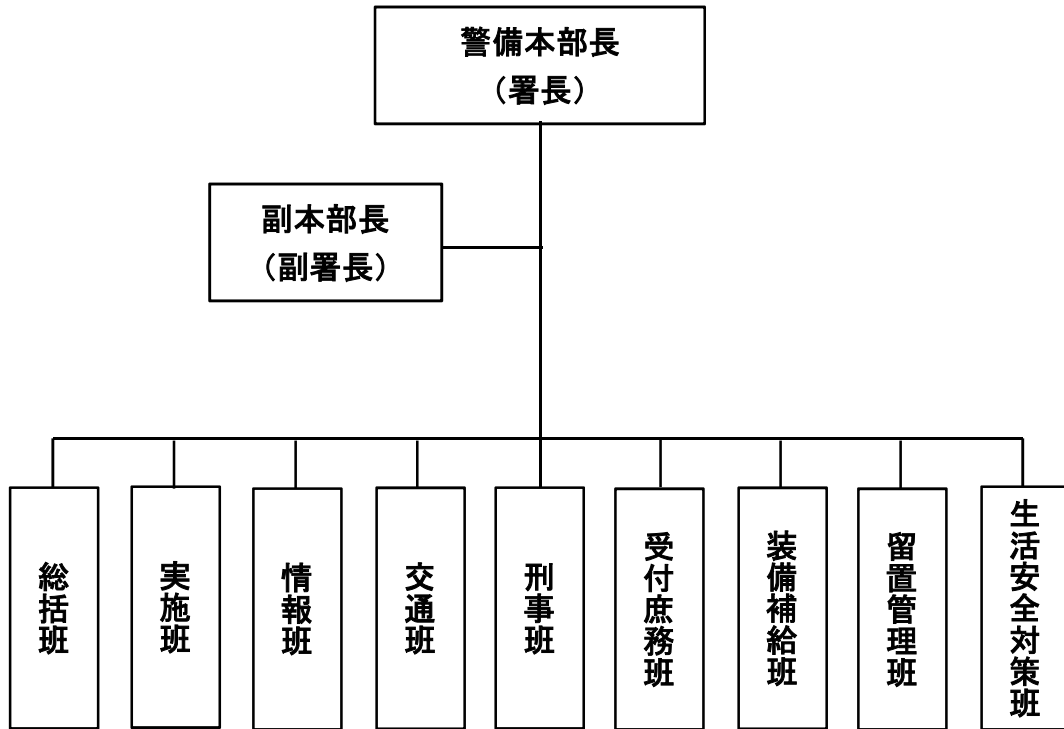 警備本部長
（署長）
副本部長
（副署長）
総括班
実施班
情報班
交通班
刑事班
受付庶務班
装備補給班
留置管理班
生活安全対策班